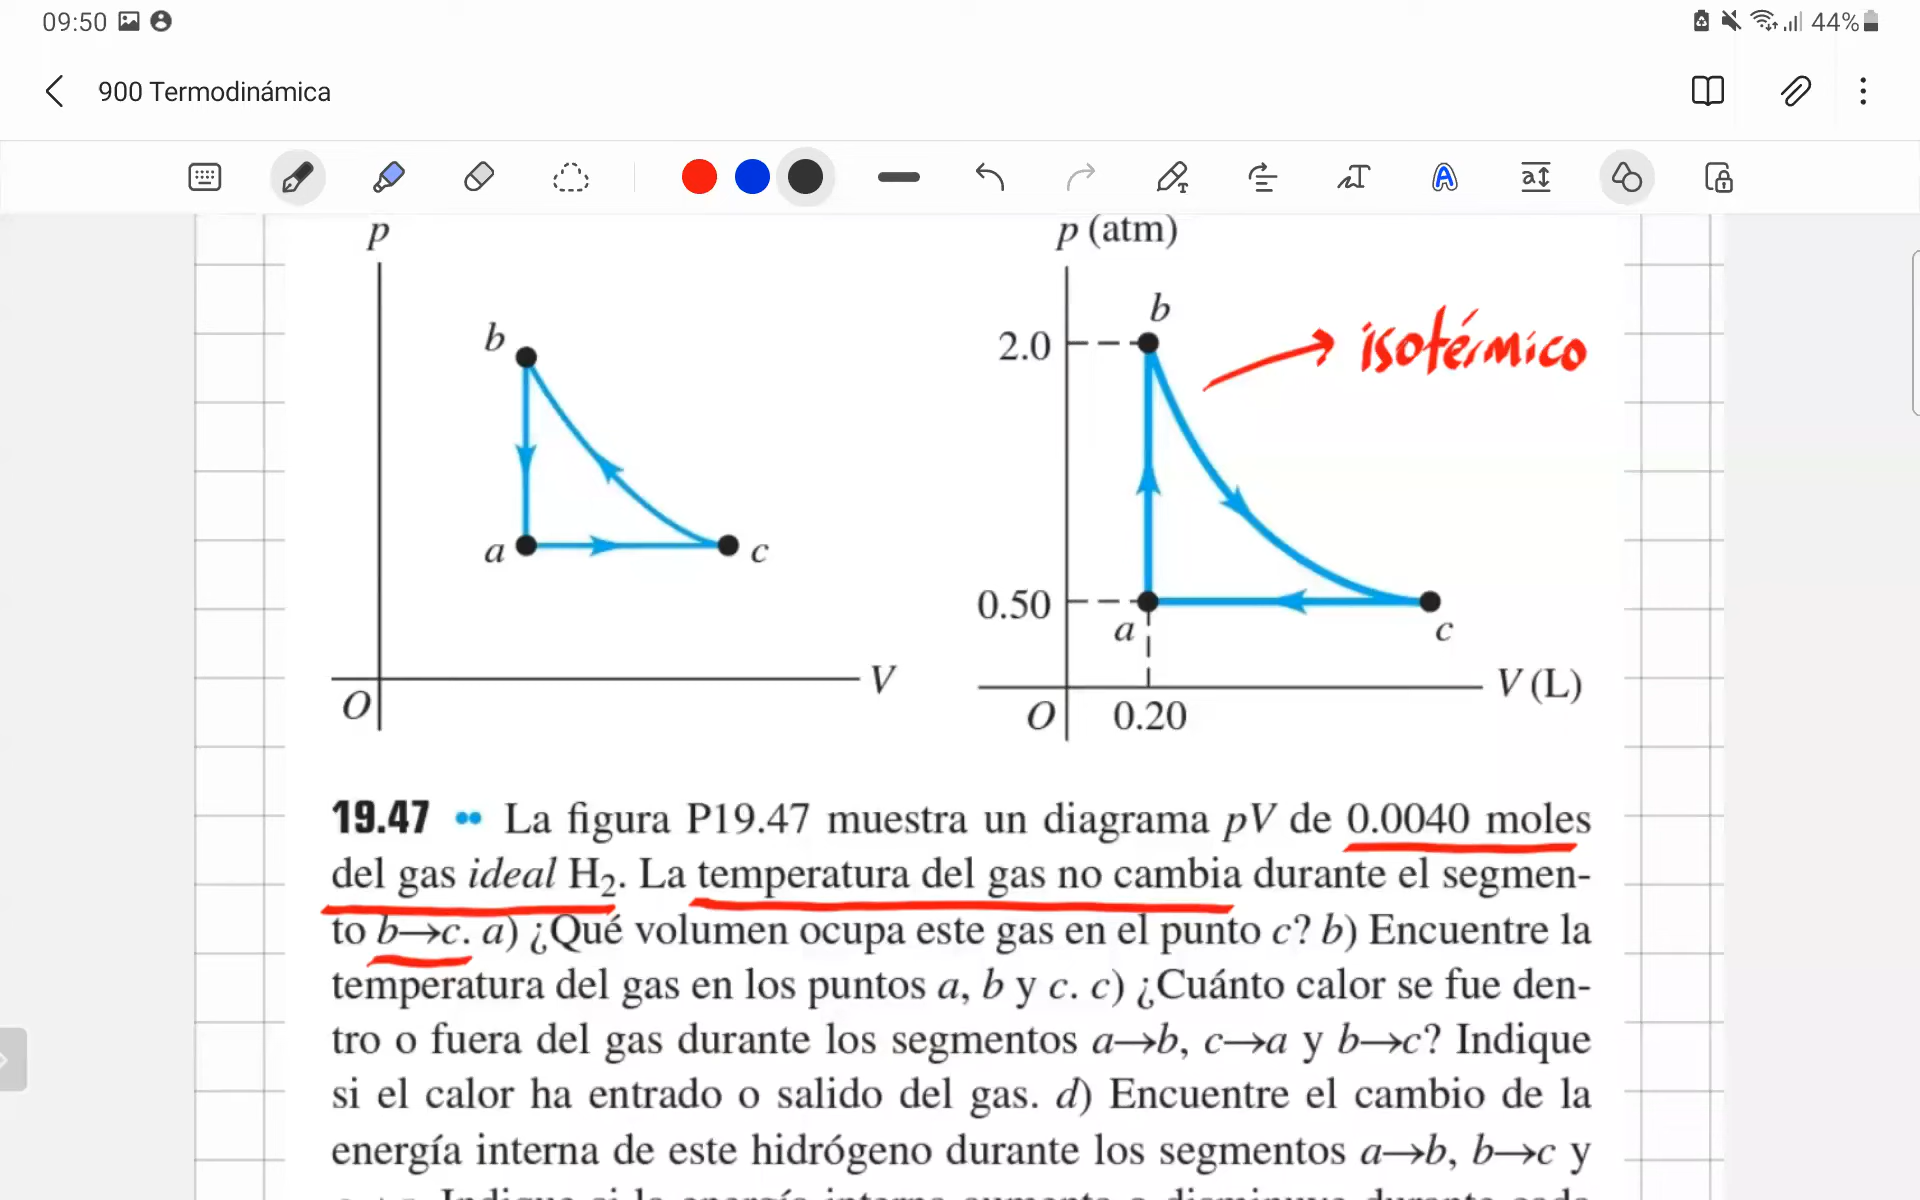 09:50
44%
900 Termodinámica
p
b
a
c
V
O
p (atm)
b
2.0
isotérmico
0.50
a
c
V (L)
O
0.20
19.47 •• La figura P19.47 muestra un diagrama pV de 0.0040 moles
del gas ideal H₂. La temperatura del gas no cambia durante el segmen-
to b→c. a) ¿Qué volumen ocupa este gas en el punto c? b) Encuentre la
temperatura del gas en los puntos a, b y c. c) ¿Cuánto calor se fue den-
tro o fuera del gas durante los segmentos a→b, c→a y b→c? Indique
si el calor ha entrado o salido del gas. d) Encuentre el cambio de la
energía interna de este hidrógeno durante los segmentos a→b, b→c y